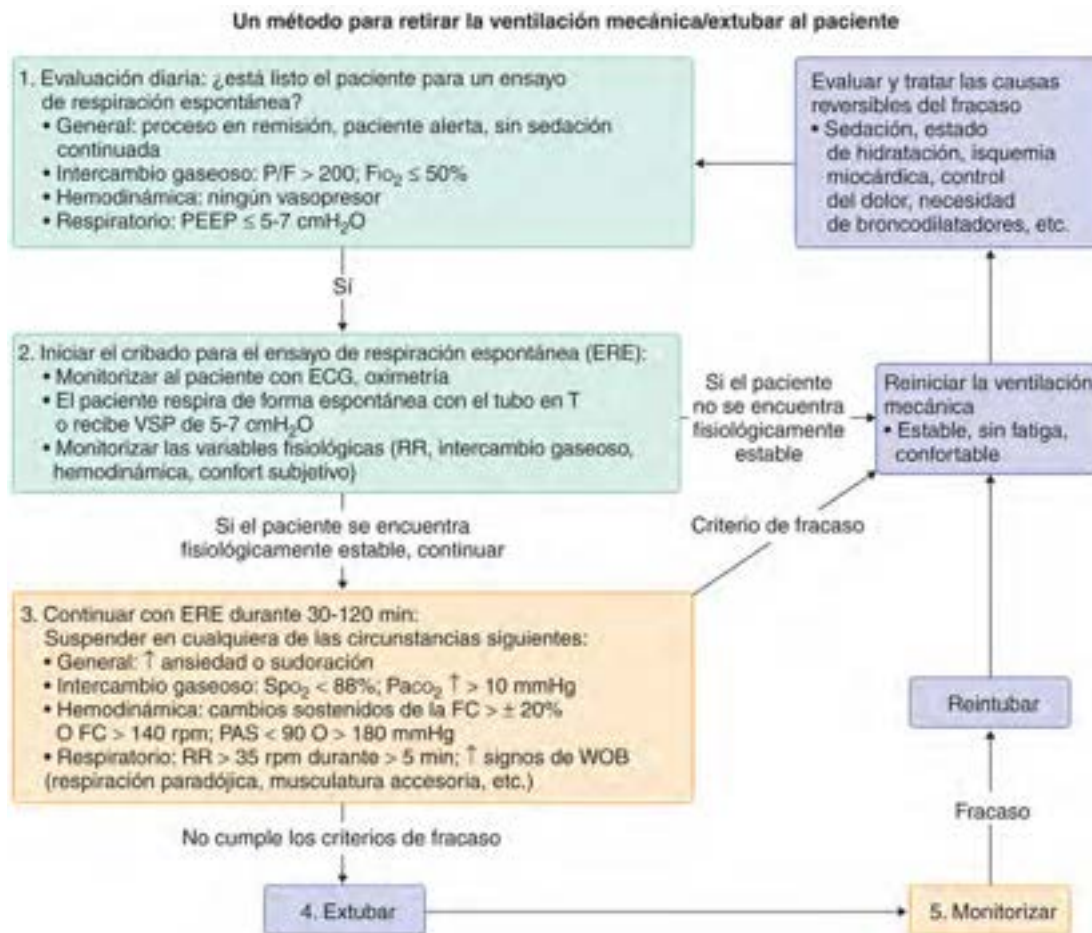 Un método para retirar la ventilación mecánica/extubar al paciente
1. Evaluación diaria: ¿está listo el paciente para un ensayo
de respiración espontánea?
• General: proceso en remisión, paciente alerta, sin sedación
continuada
• Intercambio gaseoso: P/F > 200; FIO₂ ≤ 50%
• Hemodinámica: ningún vasopresor
• Respiratorio: PEEP ≤ 5-7 cmH₂O
Evaluar y tratar las causas
reversibles del fracaso
• Sedación, estado
de hidratación, isquemia
miocárdica, control
del dolor, necesidad
de broncodilatadores, etc.
Sí
2. Iniciar el cribado para el ensayo de respiración espontánea (ERE):
• Monitorizar al paciente con ECG, oximetría
• El paciente respira de forma espontánea con el tubo en T
o recibe VSP de 5-7 cmH₂O
• Monitorizar las variables fisiológicas (RR, intercambio gaseoso,
hemodinámica, confort subjetivo)
Si el paciente
no se encuentra
fisiológicamente
estable
Reiniciar la ventilación
mecánica
• Estable, sin fatiga,
confortable
Si el paciente se encuentra
fisiológicamente estable, continuar
Criterio de fracaso
3. Continuar con ERE durante 30-120 min:
Suspender en cualquiera de las circunstancias siguientes:
• General: ↑ ansiedad o sudoración
• Intercambio gaseoso: Spo₂ < 88%; Paco₂ ↑ > 10 mmHg
• Hemodinámica: cambios sostenidos de la FC > ± 20%
O FC > 140 rpm; PAS < 90 O > 180 mmHg
• Respiratorio: RR > 35 rpm durante > 5 min; ↑ signos de WOB
(respiración paradójica, musculatura accesoria, etc.)
Reintubar
Fracaso
No cumple los criterios de fracaso
4. Extubar
5. Monitorizar